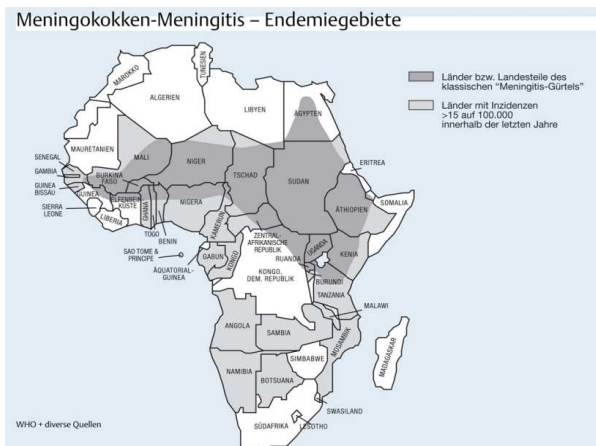 Meningokokken-Meningitis – Endemiegebiete
Länder bzw. Landesteile des
klassischen "Meningitis-Gürtels"
Länder mit Inzidenzen
>15 auf 100.000
innerhalb der letzten Jahre
MAROKKO
TUNESIEN
ALGERIEN
LIBYEN
ÄGYPTEN
MAURETANIEN
MALI
NIGER
TSCHAD
SUDAN
ERITREA
SENEGAL
GAMBIA
GUINEA
BISSAU
GUINEA
BURKINA
FASO
SIERRA
LEONE
LIBERIA
ELFENBEIN
KÜSTE
GHANA
TOGO
BENIN
NIGERA
KAMERUN
ZENTRAL-
AFRIKANISCHE
REPUBLIK
ÄTHIOPIEN
SOMALIA
SAO TOME &
PRINCIPE
ÄQUATORIAL-
GUINEA
GABUN
KONGO
KONGO,
DEM. REPUBLIK
UGANDA
KENIA
RUANDA
BURUNDI
TANZANIA
MALAWI
ANGOLA
SAMBIA
MOSAMBIK
SIMBABWE
MADAGASKAR
NAMIBIA
BOTSUANA
SWASILAND
LESOTHO
SÜDAFRIKA
WHO + diverse Quellen